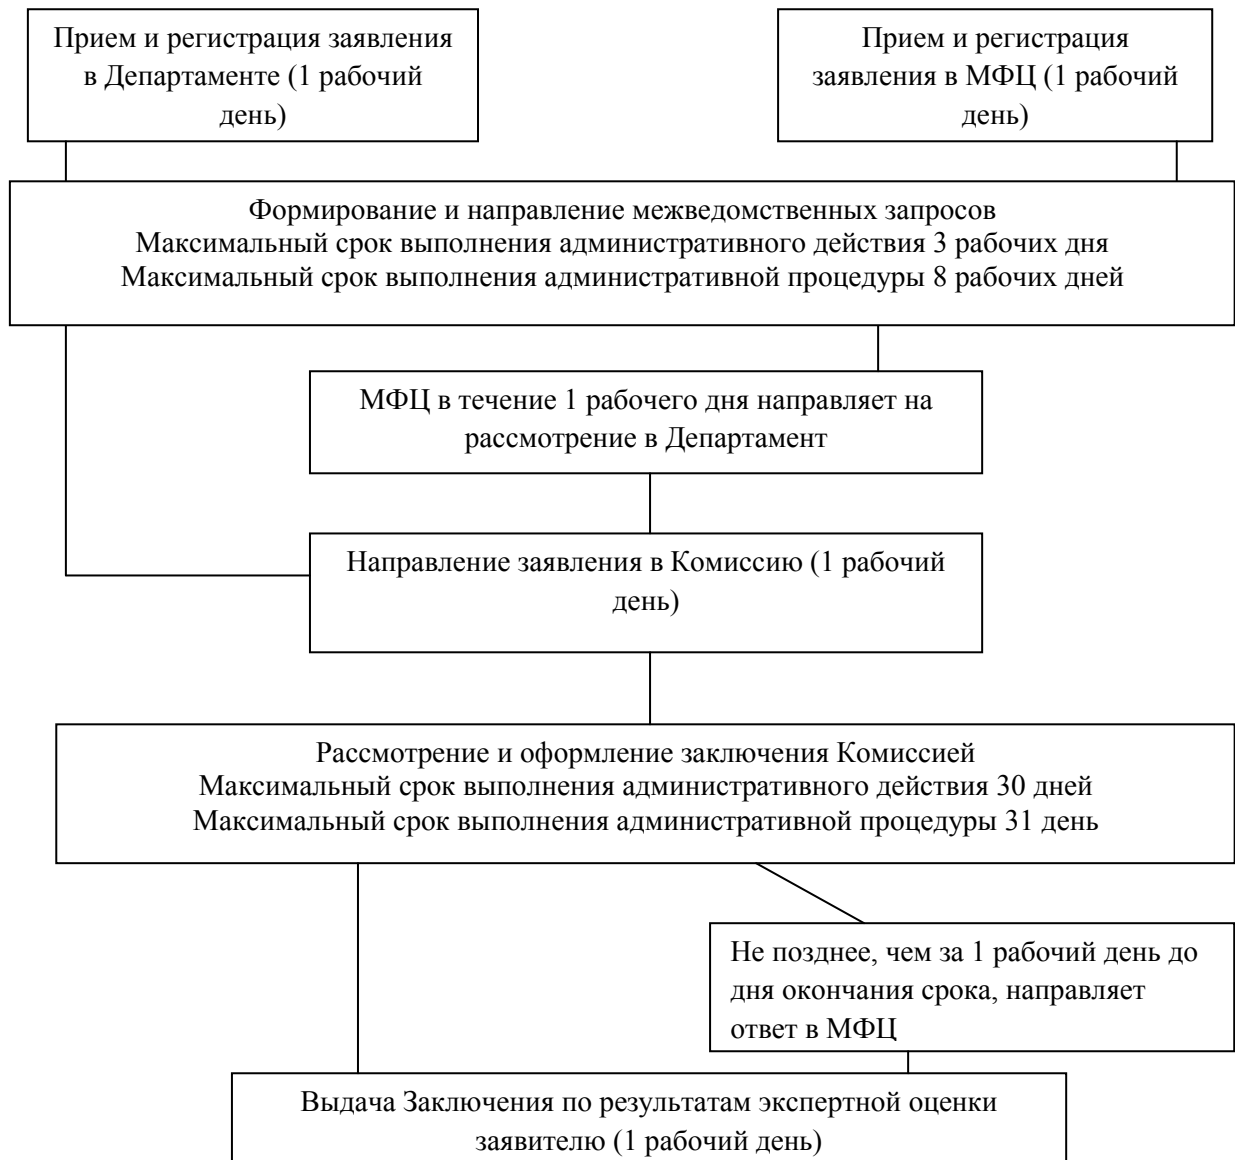 Прием и регистрация заявления
в Департаменте (1 рабочий
день)
Прием и регистрация
заявления в МФЦ (1 рабочий
день)
Формирование и направление межведомственных запросов
Максимальный срок выполнения административного действия 3 рабочих дня
Максимальный срок выполнения административной процедуры 8 рабочих дней
МФЦ в течение 1 рабочего дня направляет на
рассмотрение в Департамент
Направление заявления в Комиссию (1 рабочий
день)
Рассмотрение и оформление заключения Комиссией
Максимальный срок выполнения административного действия 30 дней
Максимальный срок выполнения административной процедуры 31 день
Не позднее, чем за 1 рабочий день до
дня окончания срока, направляет
ответ в МФЦ
Выдача Заключения по результатам экспертной оценки
заявителю (1 рабочий день)